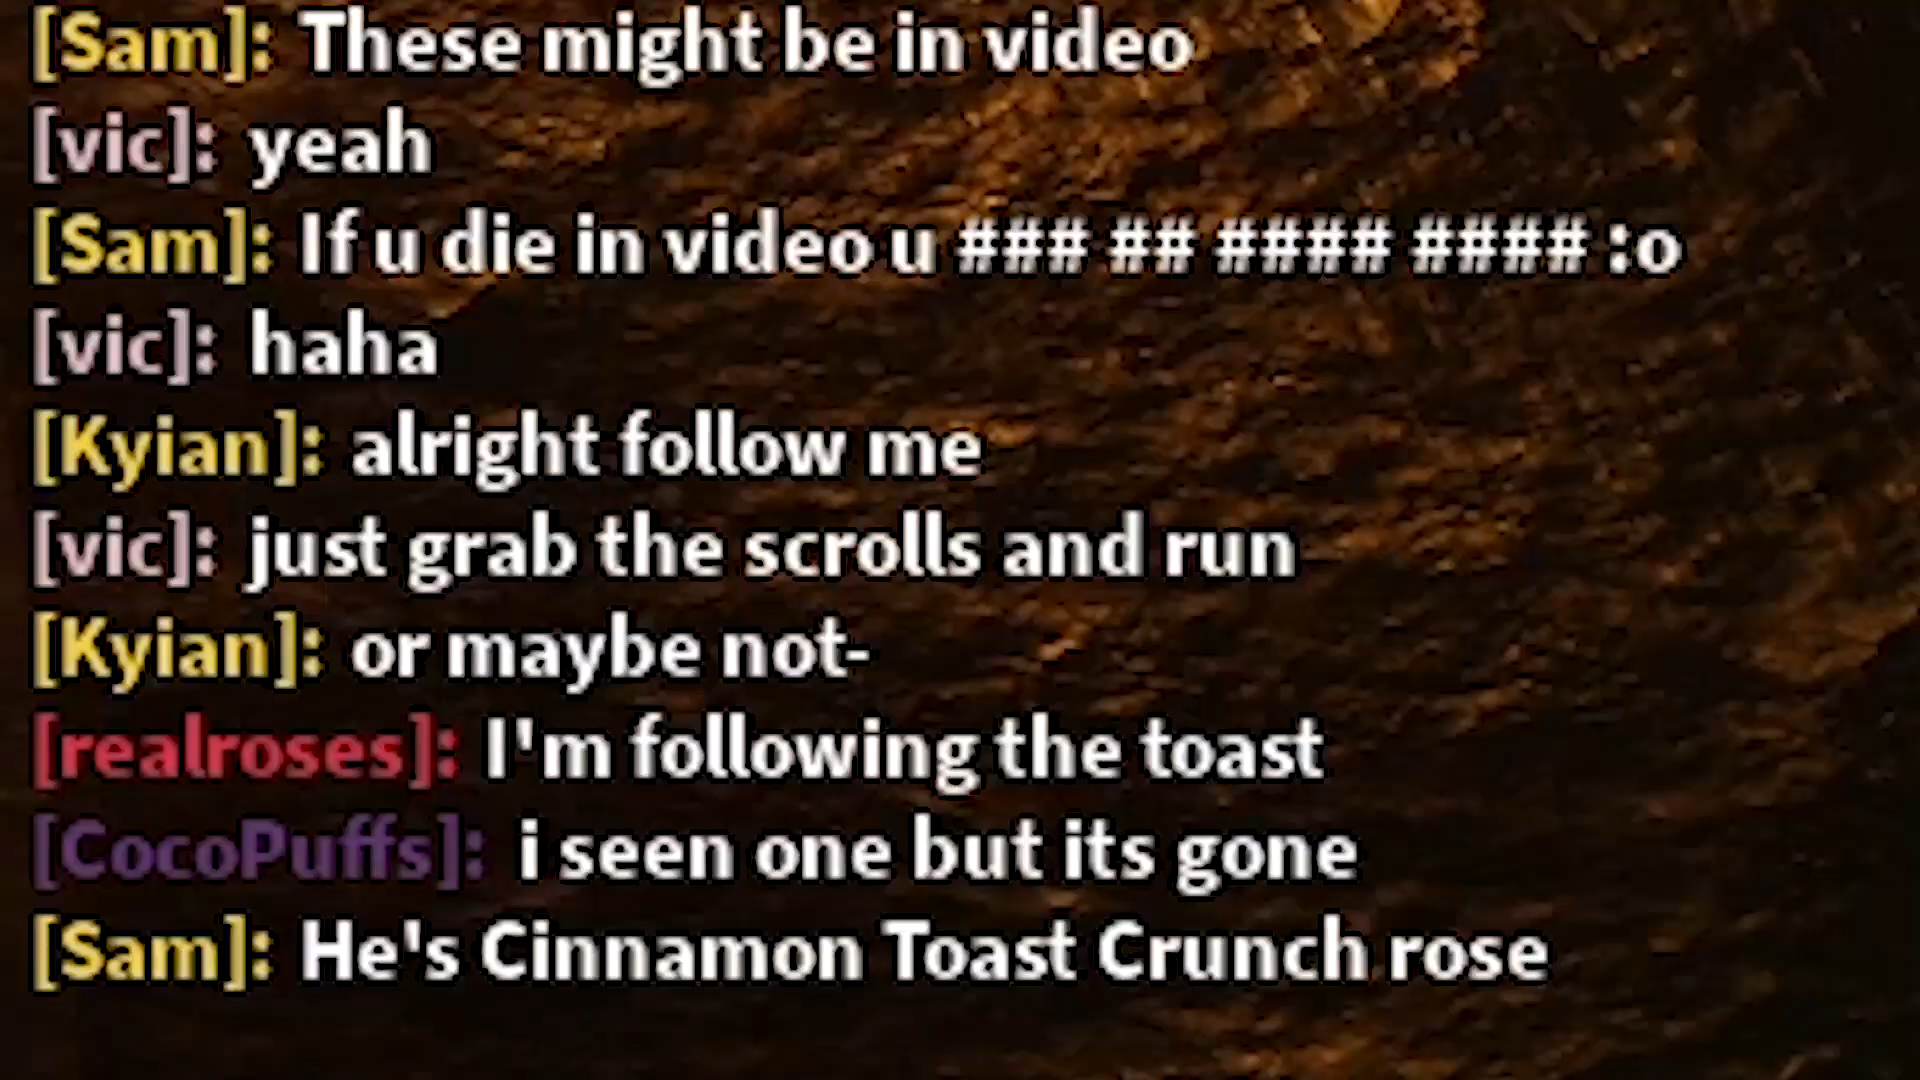 [Sam]: These might be in video
[vic]: yeah
[Sam]: If u die in video u ### ## #### #### :o
[vic]: haha
[Kyian]: alright follow me
[vic]: just grab the scrolls and run
[Kyian]: or maybe not-
[realroses]: I'm following the toast
[CocoPuffs]: i seen one but its gone
[Sam]: He's Cinnamon Toast Crunch rose